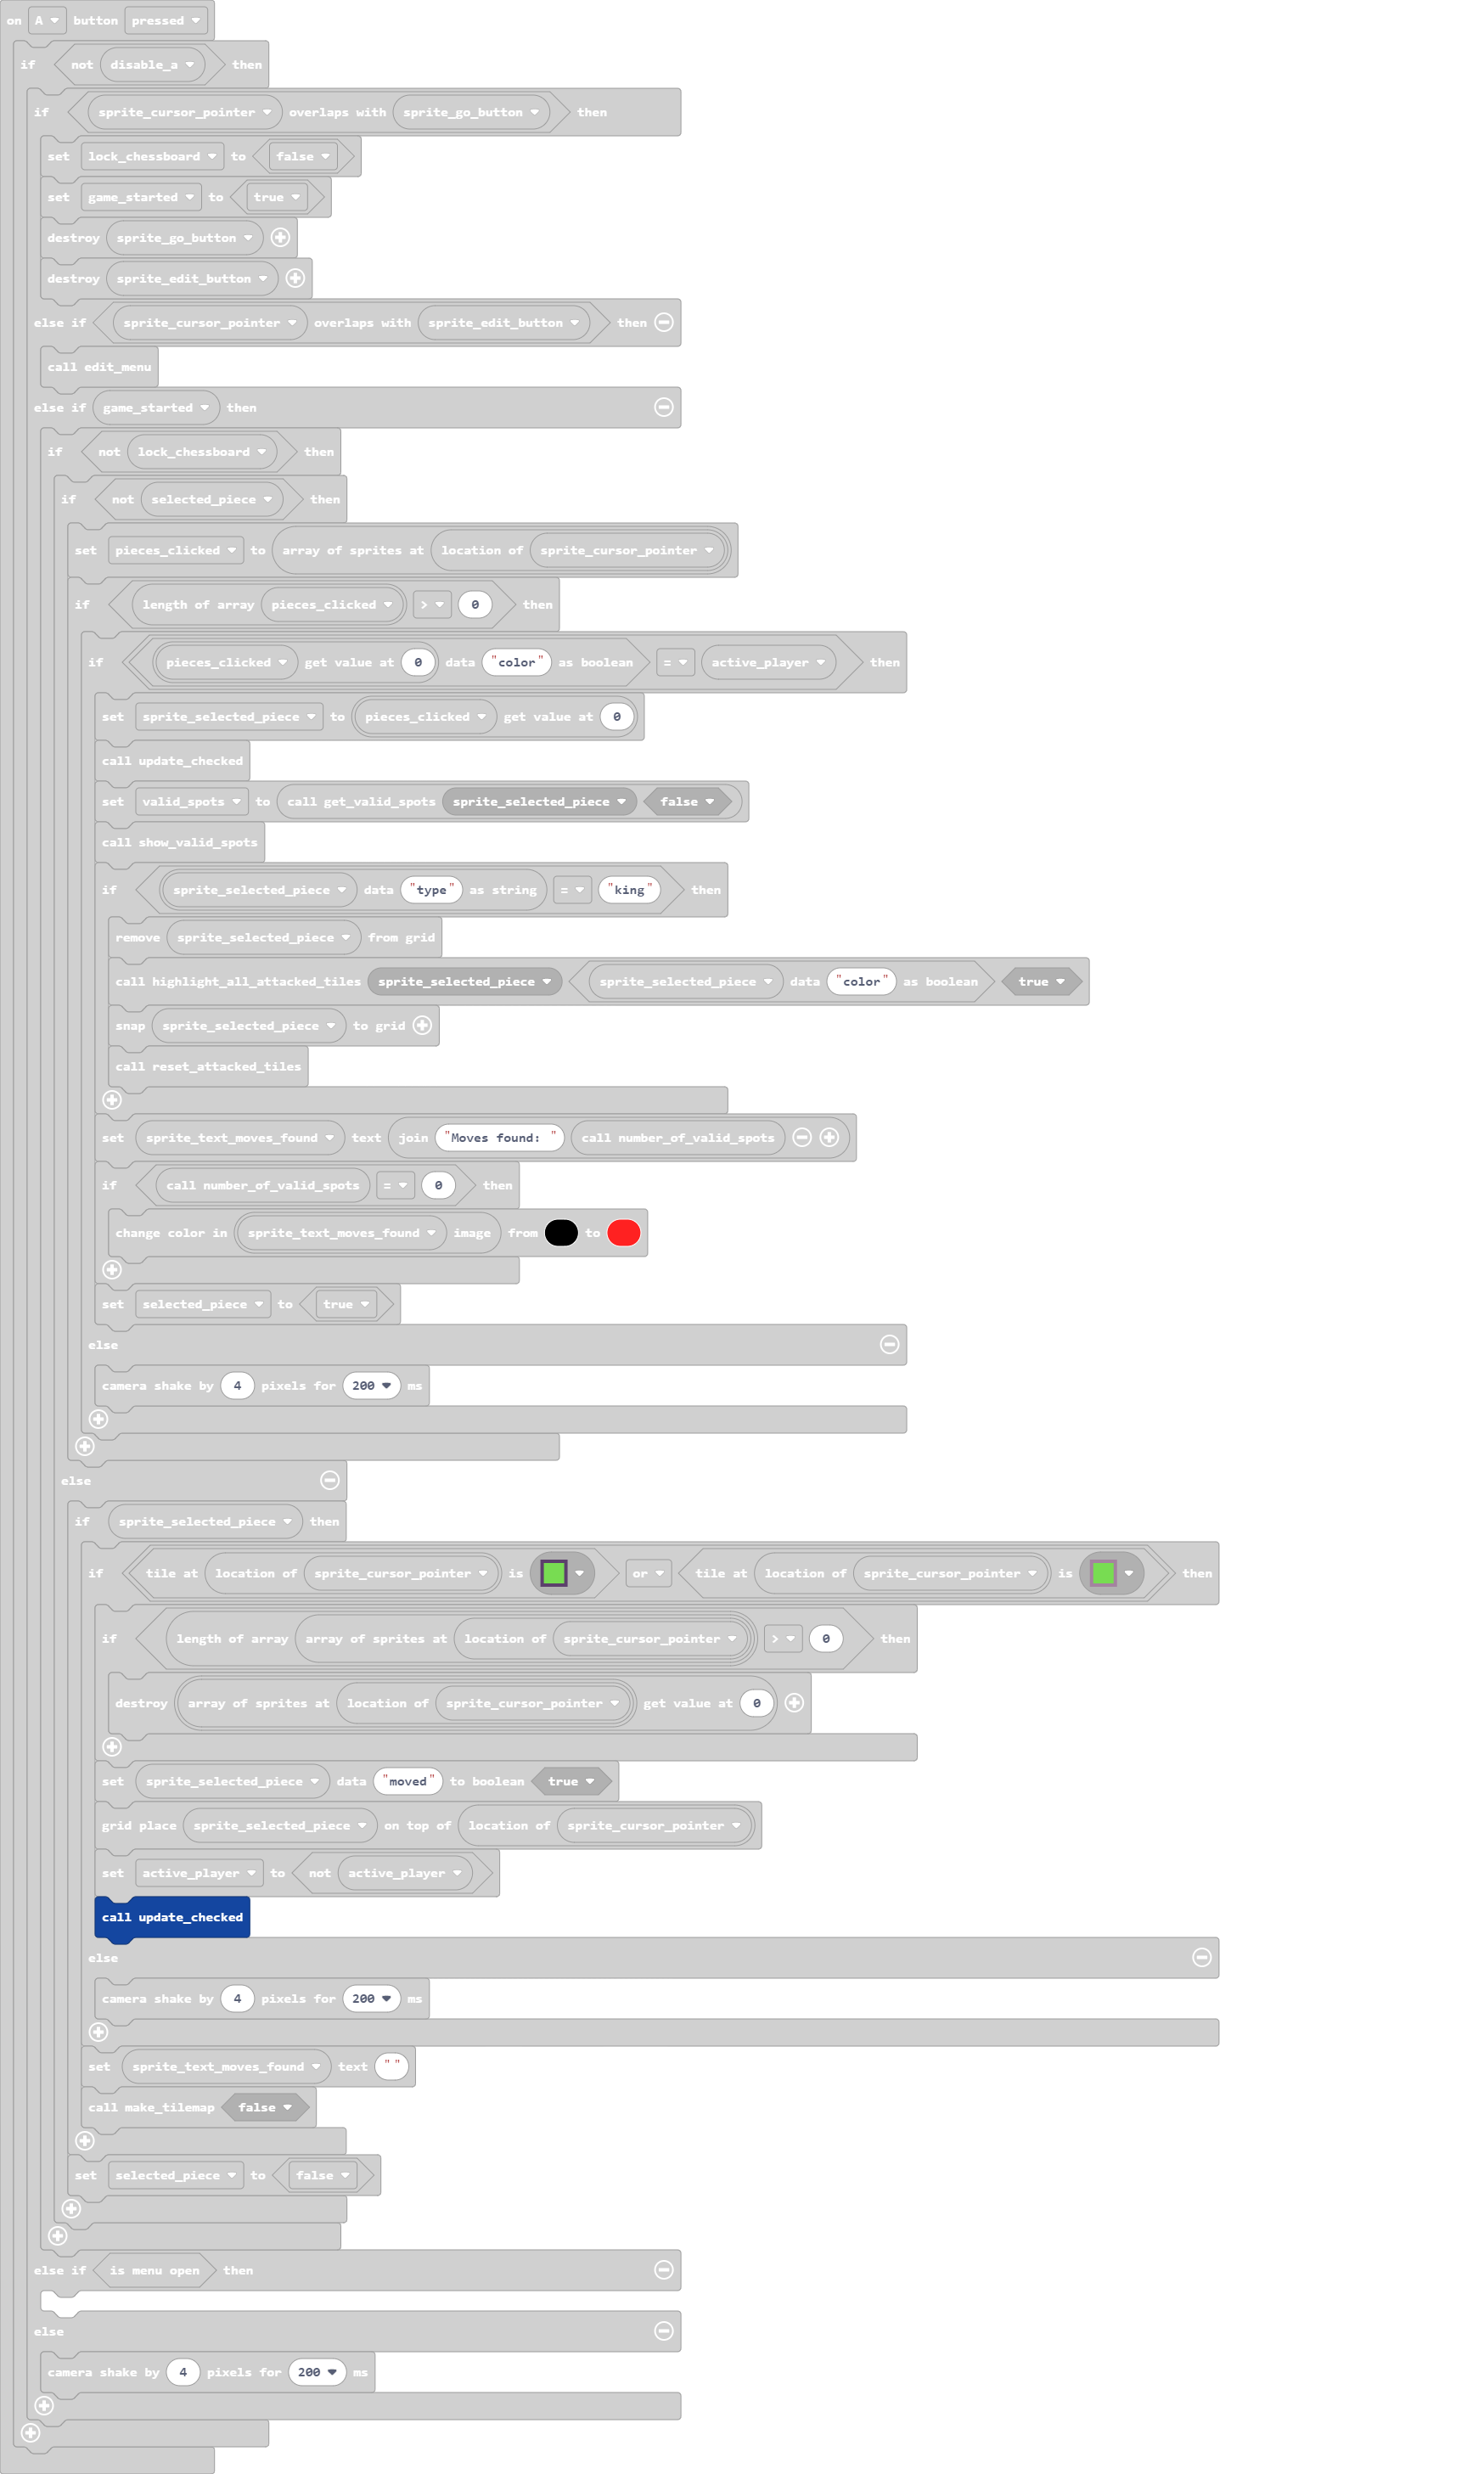 on A button pressed
if not disable_a then
if sprite_cursor_pointer overlaps with sprite_go_button then
set lock_chessboard to false
set game_started to true
destroy sprite_go_button
destroy sprite_edit_button
else if sprite_cursor_pointer overlaps with sprite_edit_button then
call edit_menu
else if game_started then
if not lock_chessboard then
if not selected_piece then
set pieces_clicked to array of sprites at location of sprite_cursor_pointer
if length of array pieces_clicked > 0 then
if pieces_clicked get value at 0 data "color" as boolean = active_player then
set sprite_selected_piece to pieces_clicked get value at 0
call update_checked
set valid_spots to call get_valid_spots sprite_selected_piece false
call show_valid_spots
if sprite_selected_piece data "type" as string = "king" then
remove sprite_selected_piece from grid
call highlight_all_attacked_tiles sprite_selected_piece sprite_selected_piece data "color" as boolean true
snap sprite_selected_piece to grid
call reset_attacked_tiles
set sprite_text_moves_found text join "Moves found: " call number_of_valid_spots
if call number_of_valid_spots = 0 then
change color in sprite_text_moves_found image from to
set selected_piece to true
else
camera shake by 4 pixels for 200 ms
else
if sprite_selected_piece then
if tile at location of sprite_cursor_pointer is or tile at location of sprite_cursor_pointer is then
if length of array array of sprites at location of sprite_cursor_pointer > 0 then
destroy array of sprites at location of sprite_cursor_pointer get value at 0
set sprite_selected_piece data "moved" to boolean true
grid place sprite_selected_piece on top of location of sprite_cursor_pointer
set active_player to not active_player
call update_checked
else
camera shake by 4 pixels for 200 ms
set sprite_text_moves_found text ""
call make_tilemap false
set selected_piece to false
else if is menu open then
else
camera shake by 4 pixels for 200 ms